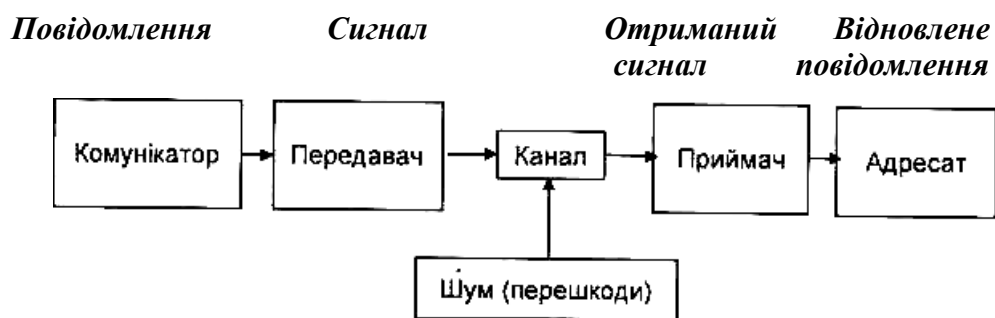 Повідомлення Сигнал Отриманий Відновлене
сигнал повідомлення
Комунікатор Передавач Канал Приймач Адресат
Шум (перешкоди)